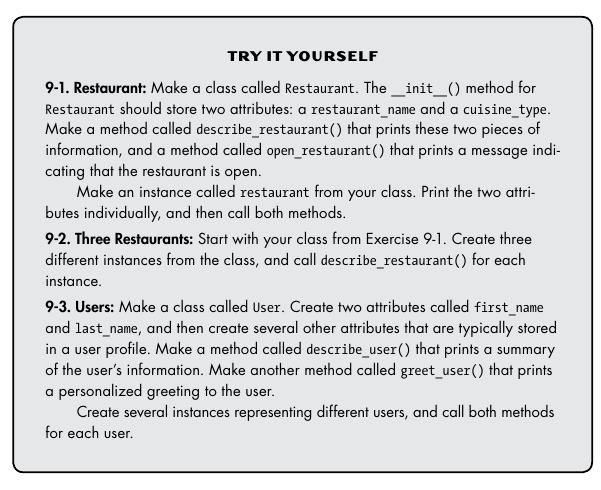 TRY IT YOURSELF
9-1. Restaurant: Make a class called Restaurant. The __init__() method for
Restaurant should store two attributes: a restaurant_name and a cuisine_type.
Make a method called describe_restaurant() that prints these two pieces of
information, and a method called open_restaurant() that prints a message indi-
cating that the restaurant is open.
Make an instance called restaurant from your class. Print the two attri-
butes individually, and then call both methods.
9-2. Three Restaurants: Start with your class from Exercise 9-1. Create three
different instances from the class, and call describe_restaurant() for each
instance.
9-3. Users: Make a class called User. Create two attributes called first_name
and last_name, and then create several other attributes that are typically stored
in a user profile. Make a method called describe_user() that prints a summary
of the user's information. Make another method called greet_user() that prints
a personalized greeting to the user.
Create several instances representing different users, and call both methods
for each user.